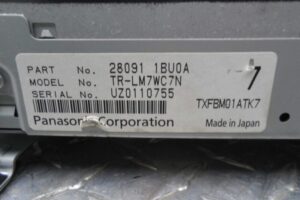 PART No. 28091 1BU0A
MODEL No. TR-LM7WC7N
SERIAL No. UZ0110755
7
TXFBM01ATK7
Panasonic Corporation
Made in Japan